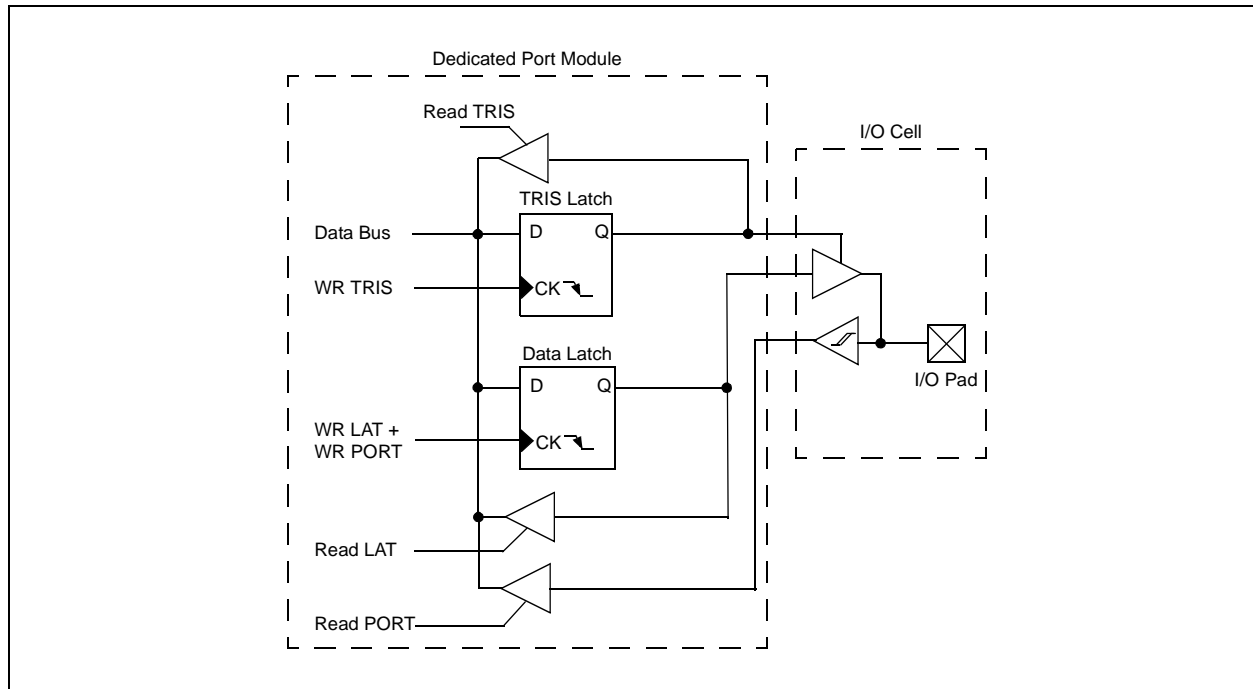 Dedicated Port Module
Read TRIS
I/O Cell
TRIS Latch
Data Bus
D
Q
WR TRIS
CK
Data Latch
I/O Pad
D
Q
WR LAT +
WR PORT
CK
Read LAT
Read PORT